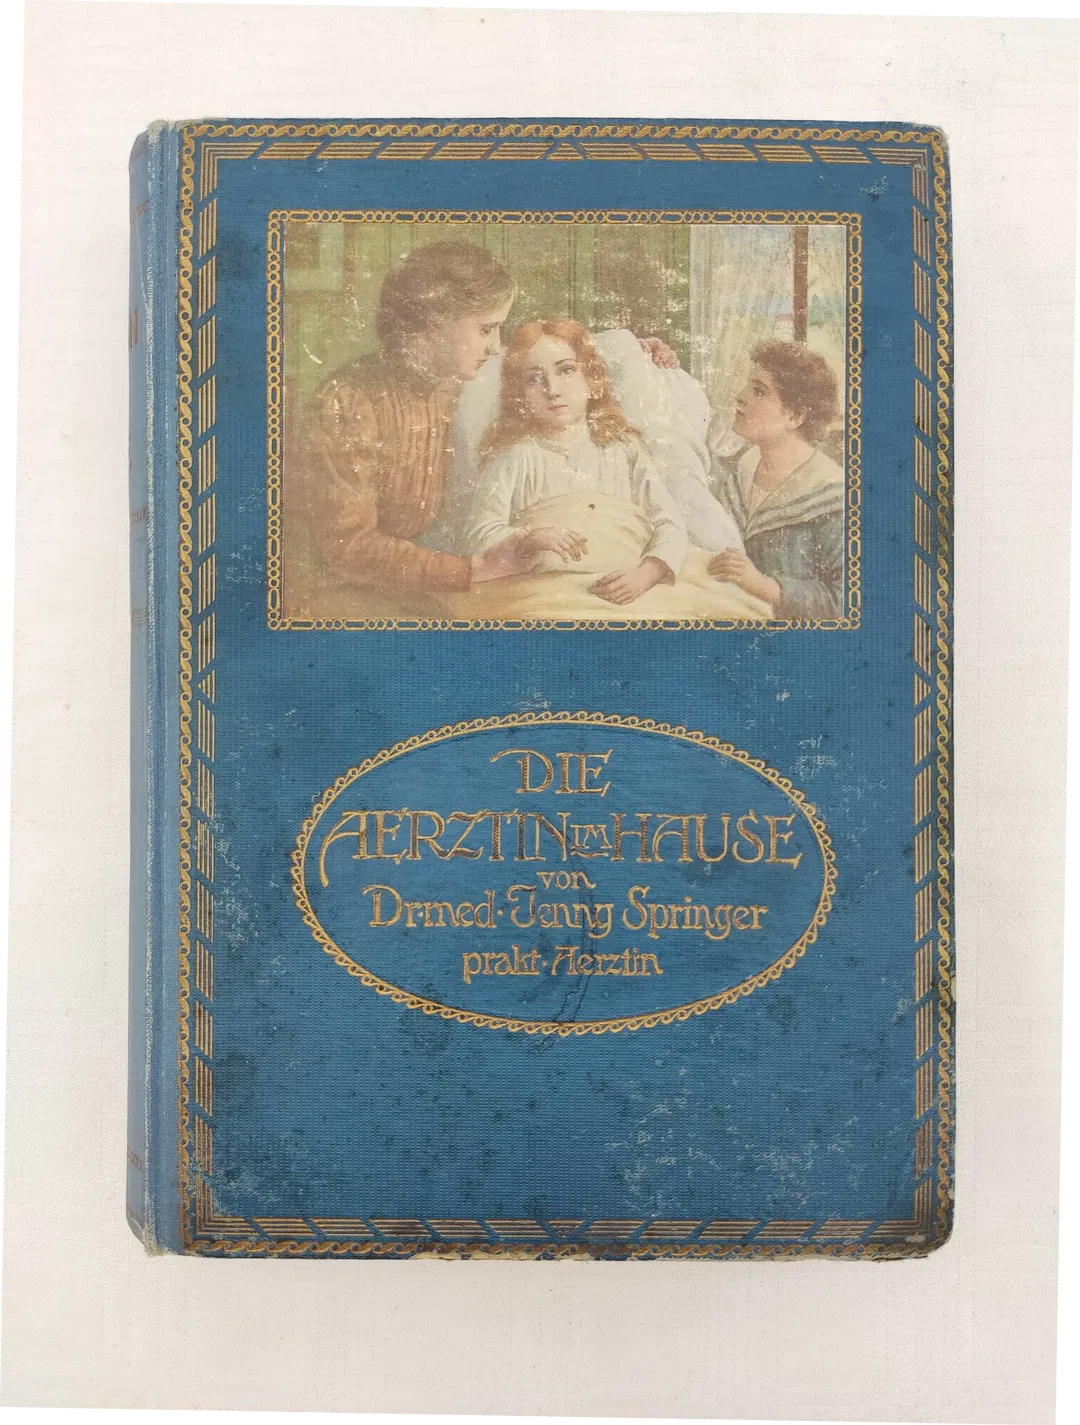 DIE
AERZTIN IM HAUSE
von
Dr·med·Jenny Springer
prakt·Aerztin